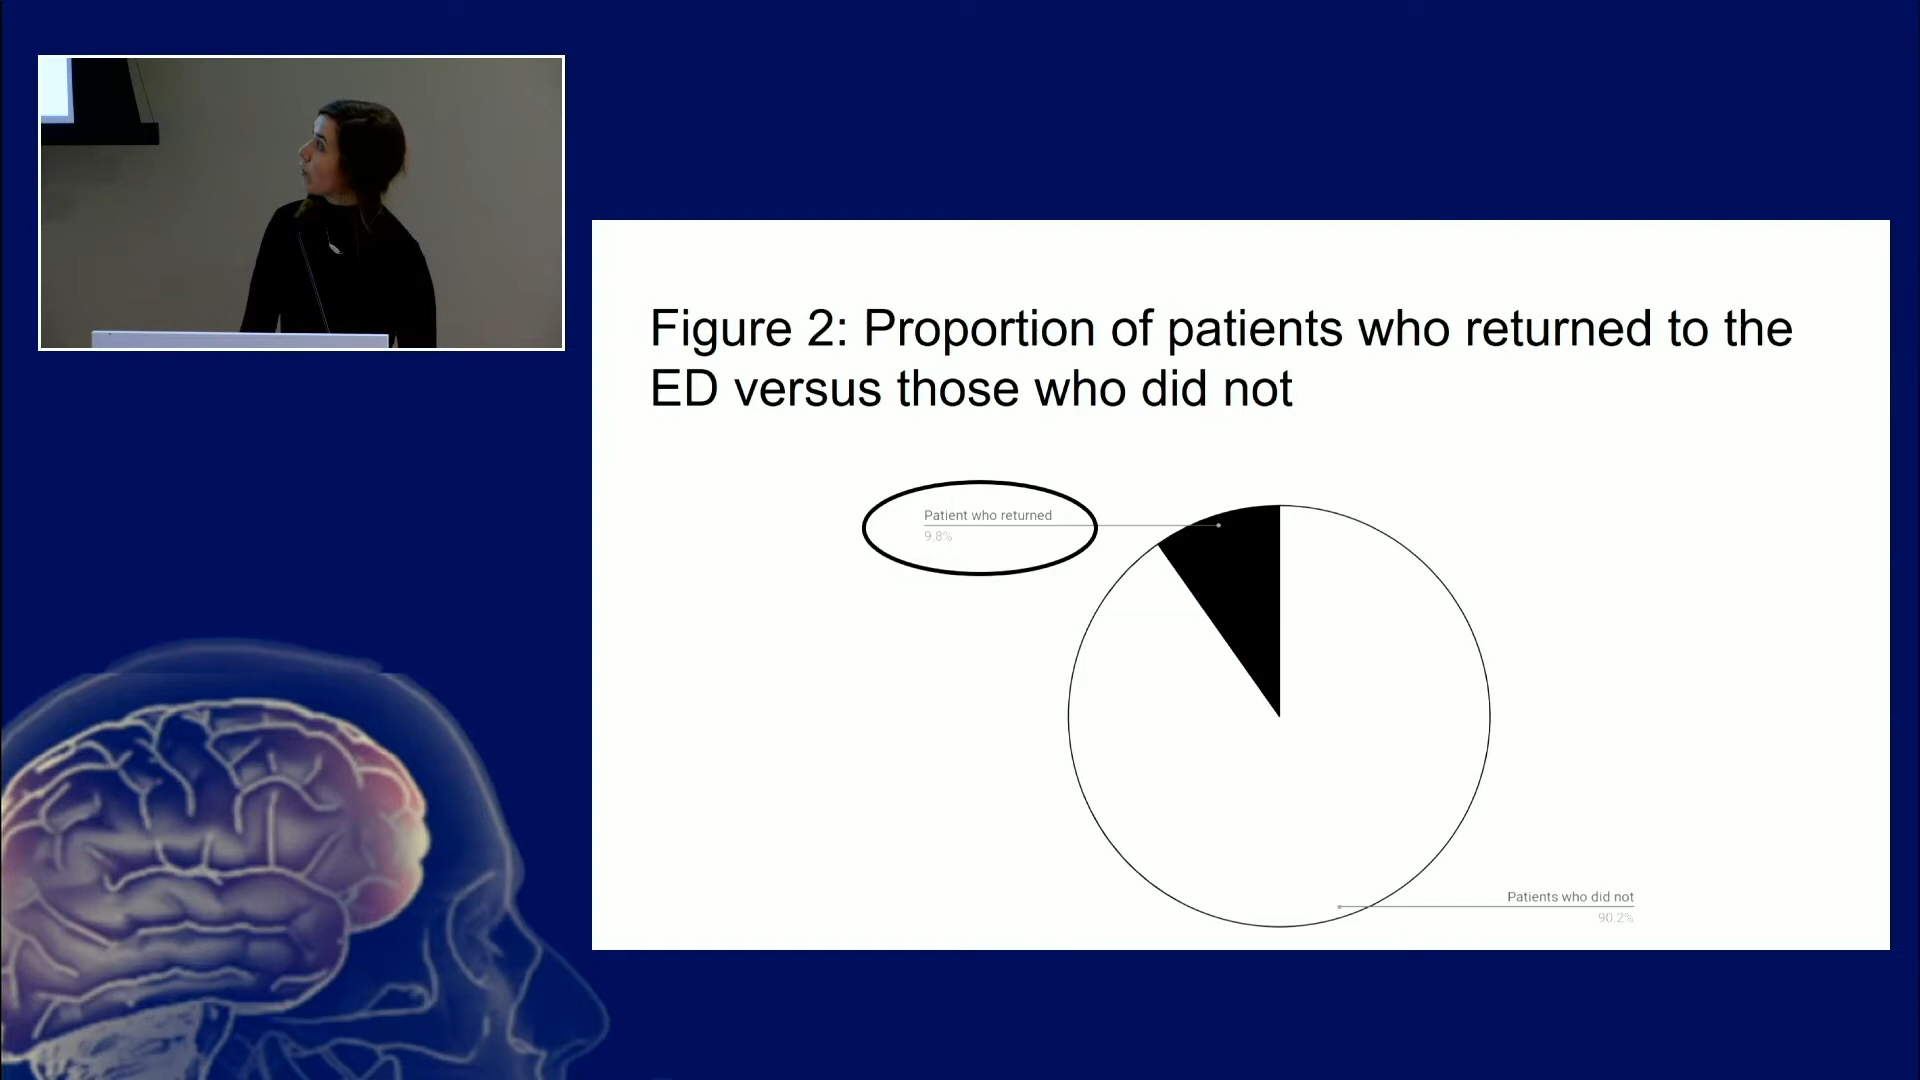 Figure 2: Proportion of patients who returned to the
ED versus those who did not
Patient who returned
9.8%
Patients who did not
90.2%